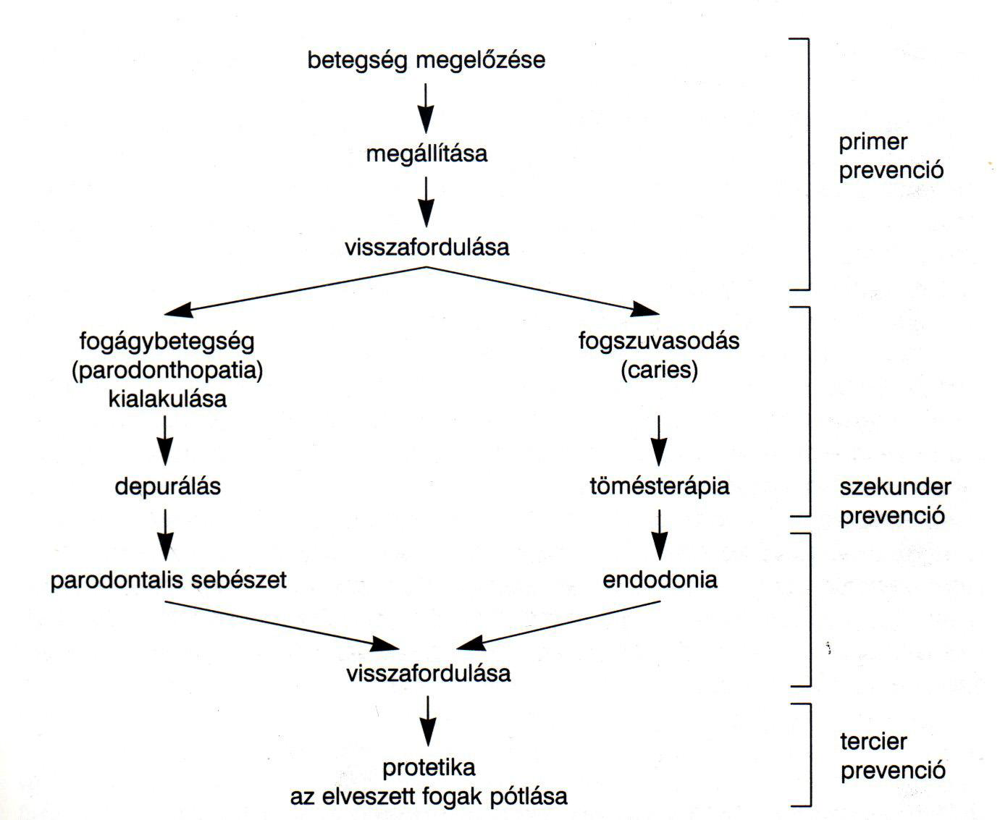 betegség megelőzése
megállítása
visszafordulása
primer
prevenció
fogágybetegség
(parodonthopatia)
kialakulása
fogszuvasodás
(caries)
depurálás
tömésterápia
szekunder
prevenció
parodontalis sebészet
endodonia
visszafordulása
protetika
az elveszett fogak pótlása
tercier
prevenció